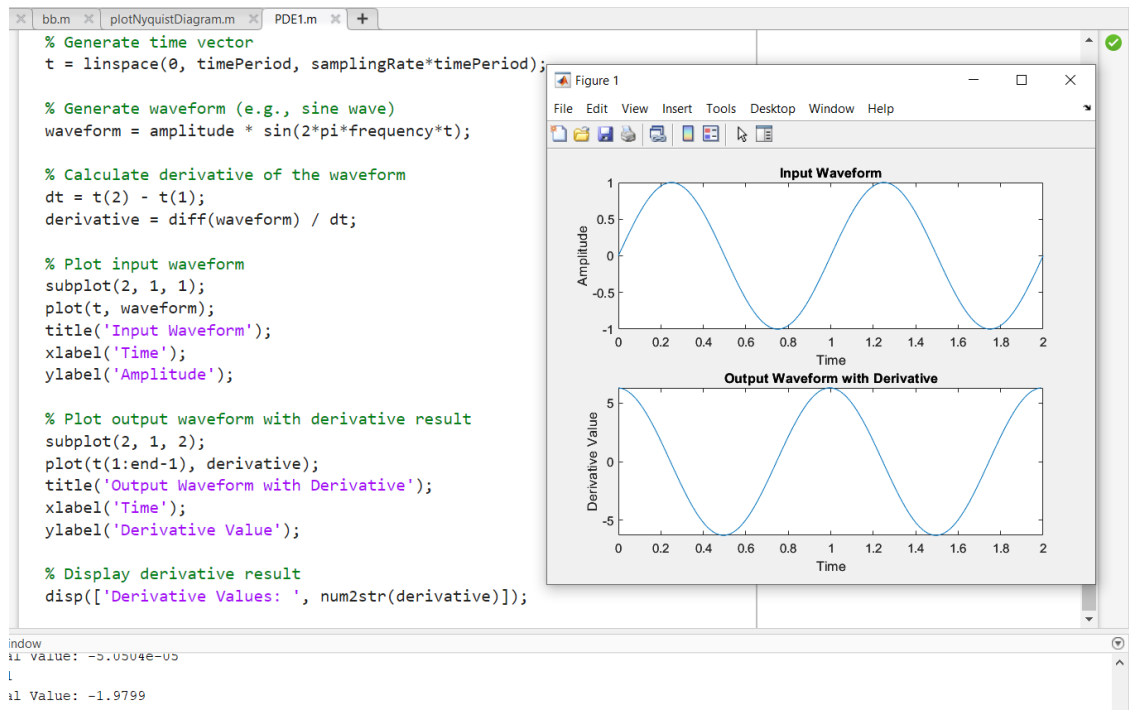 bb.m
plotNyquistDiagram.m
PDE1.m
% Generate time vector
t = linspace(0, timePeriod, samplingRate*timePeriod);
% Generate waveform (e.g., sine wave)
waveform = amplitude * sin(2*pi*frequency*t);
% Calculate derivative of the waveform
dt = t(2) - t(1);
derivative = diff(waveform) / dt;
% Plot input waveform
subplot(2, 1, 1);
plot(t, waveform);
title('Input Waveform');
xlabel('Time');
ylabel('Amplitude');
% Plot output waveform with derivative result
subplot(2, 1, 2);
plot(t(1:end-1), derivative);
title('Output Waveform with Derivative');
xlabel('Time');
ylabel('Derivative Value');
% Display derivative result
disp(['Derivative Values: ', num2str(derivative)]);
Figure 1
File Edit View Insert Tools Desktop Window Help
Input Waveform
Amplitude
1
0.5
0
-0.5
-1
0 0.2 0.4 0.6 0.8 1 1.2 1.4 1.6 1.8 2
Time
Output Waveform with Derivative
Derivative Value
5
0
-5
0 0.2 0.4 0.6 0.8 1 1.2 1.4 1.6 1.8 2
Time
indow
al Value: -5.0504e-05
1
al Value: -1.9799